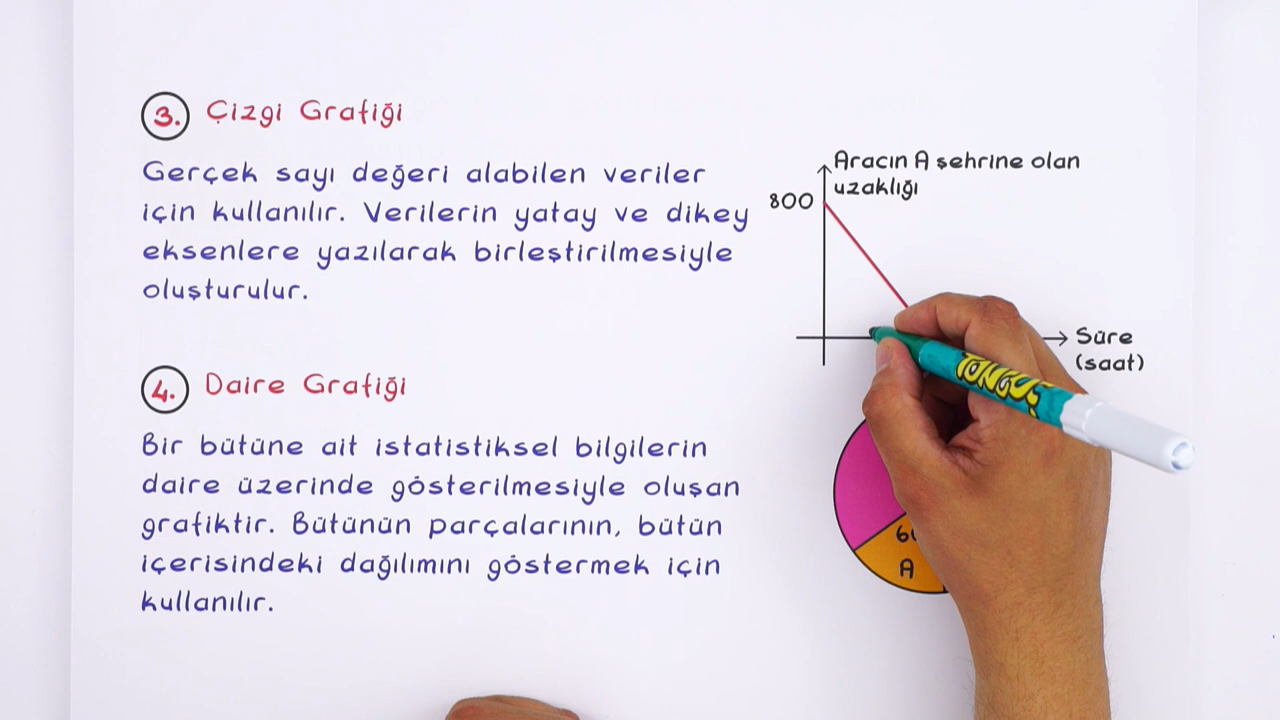 3. Çizgi Grafiği
Gerçek sayı değeri alabilen veriler
için kullanılır. Verilerin yatay ve dikey
eksenlere yazılarak birleştirilmesiyle
oluşturulur.
Aracın A şehrine olan
uzaklığı
800
Süre
(saat)
4. Daire Grafiği
Bir bütüne ait istatistiksel bilgilerin
daire üzerinde gösterilmesiyle oluşan
grafiktir. Bütünün parçalarının, bütün
içerisindeki dağılımını göstermek için
kullanılır.
A